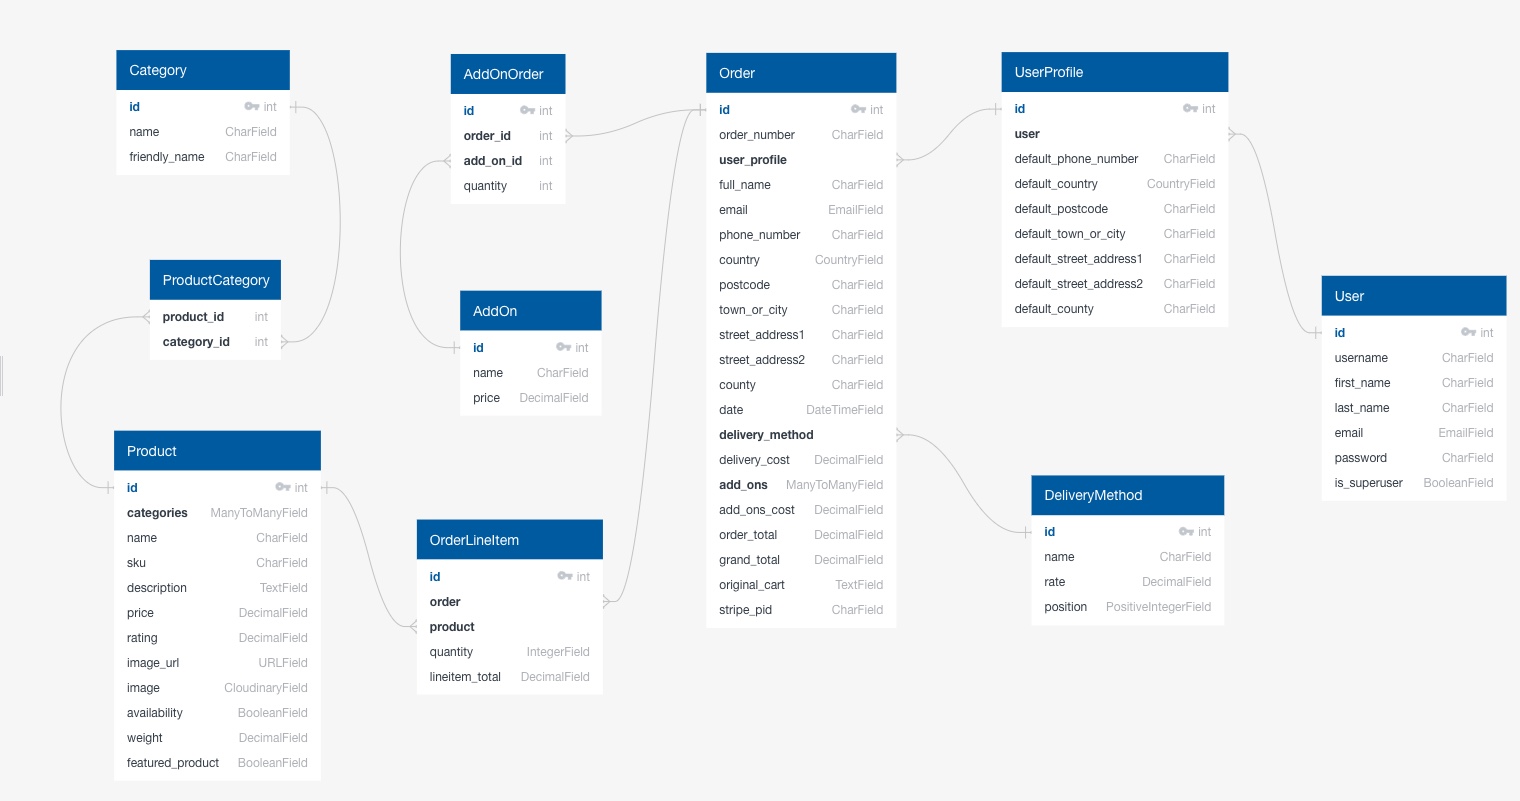 Category
id int
name CharField
friendly_name CharField
AddOnOrder
id int
order_id int
add_on_id int
quantity int
Order
id int
order_number CharField
user_profile
full_name CharField
email EmailField
phone_number CharField
country CountryField
postcode CharField
town_or_city CharField
street_address1 CharField
street_address2 CharField
county CharField
date DateTimeField
delivery_method
delivery_cost DecimalField
add_ons ManyToManyField
add_ons_cost DecimalField
order_total DecimalField
grand_total DecimalField
original_cart TextField
stripe_pid CharField
UserProfile
id int
user
default_phone_number CharField
default_country CountryField
default_postcode CharField
default_town_or_city CharField
default_street_address1 CharField
default_street_address2 CharField
default_county CharField
ProductCategory
product_id int
category_id int
AddOn
id int
name CharField
price DecimalField
User
id int
username CharField
first_name CharField
last_name CharField
email EmailField
password CharField
is_superuser BooleanField
Product
id int
categories ManyToManyField
name CharField
sku CharField
description TextField
price DecimalField
rating DecimalField
image_url URLField
image CloudinaryField
availability BooleanField
weight DecimalField
featured_product BooleanField
OrderLineItem
id int
order
product
quantity IntegerField
lineitem_total DecimalField
DeliveryMethod
id int
name CharField
rate DecimalField
position PositiveIntegerField